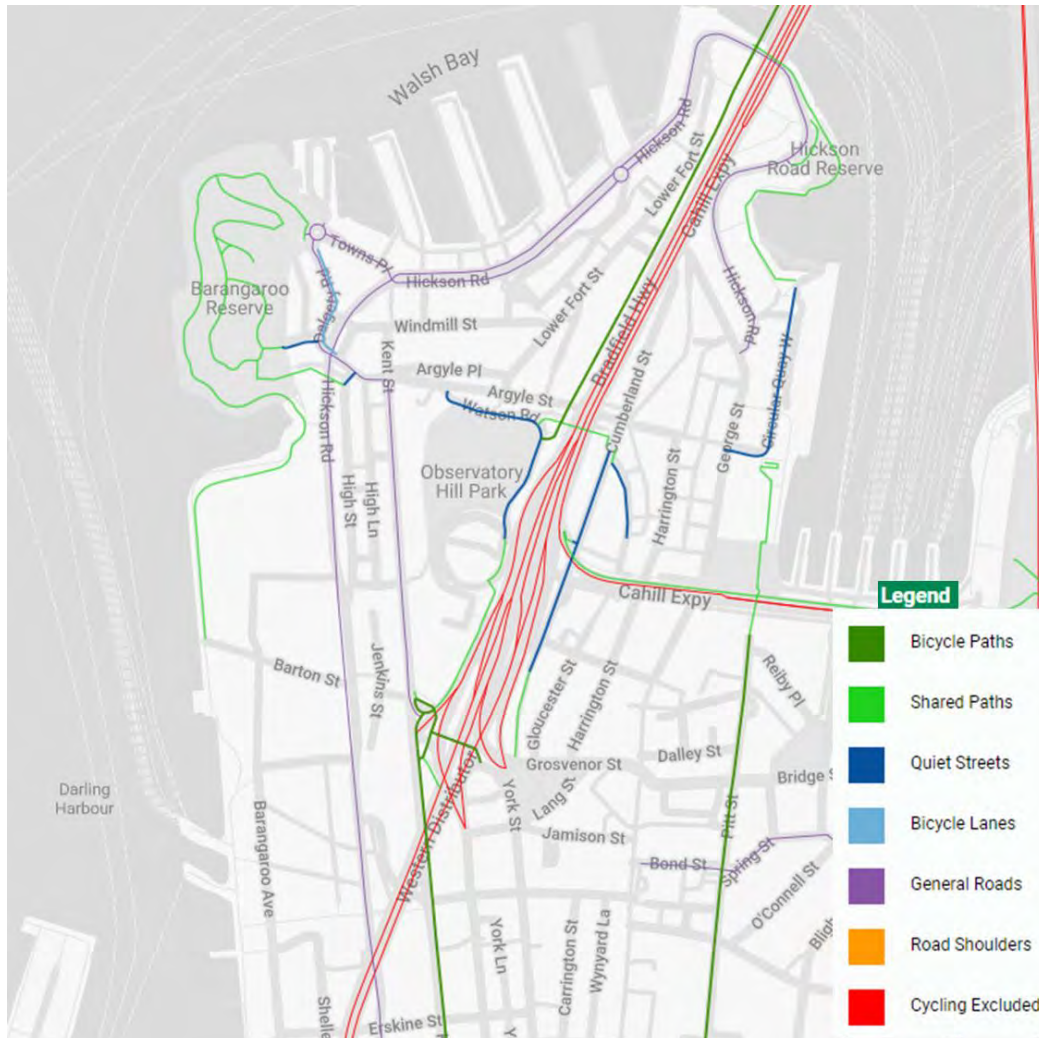 Walsh Bay
Hickson Rd
Lower Fort St
Hickson
Road Reserve
Cahill Expy
Towns Pl
Hickson Rd
Dalgety Rd
Barangaroo
Reserve
Windmill St
Lower Fort St
Hickson Rd
Bradfield Hwy
Kent St
Argyle Pl
Argyle St
Watson Rd
Cumberland St
Circular Quay W
George St
Hickson Rd
Observatory
Hill Park
High St
High Ln
Harrington St
Cahill Expy
Legend
Bicycle Paths
Shared Paths
Quiet Streets
Bicycle Lanes
General Roads
Road Shoulders
Cycling Excluded
Barton St
Jenkins St
Gloucester St
Harrington St
Reiby Pl
Grosvenor St
Dalley St
Bridge S
Darling
Harbour
Western Distributor
York St
Lang St
Jamison St
Pitt St
Bond St
Spring St
Barangaroo Ave
O'Connell St
Bligh
York Ln
Carrington St
Wynyard La
Shelle
Erskine St
Y